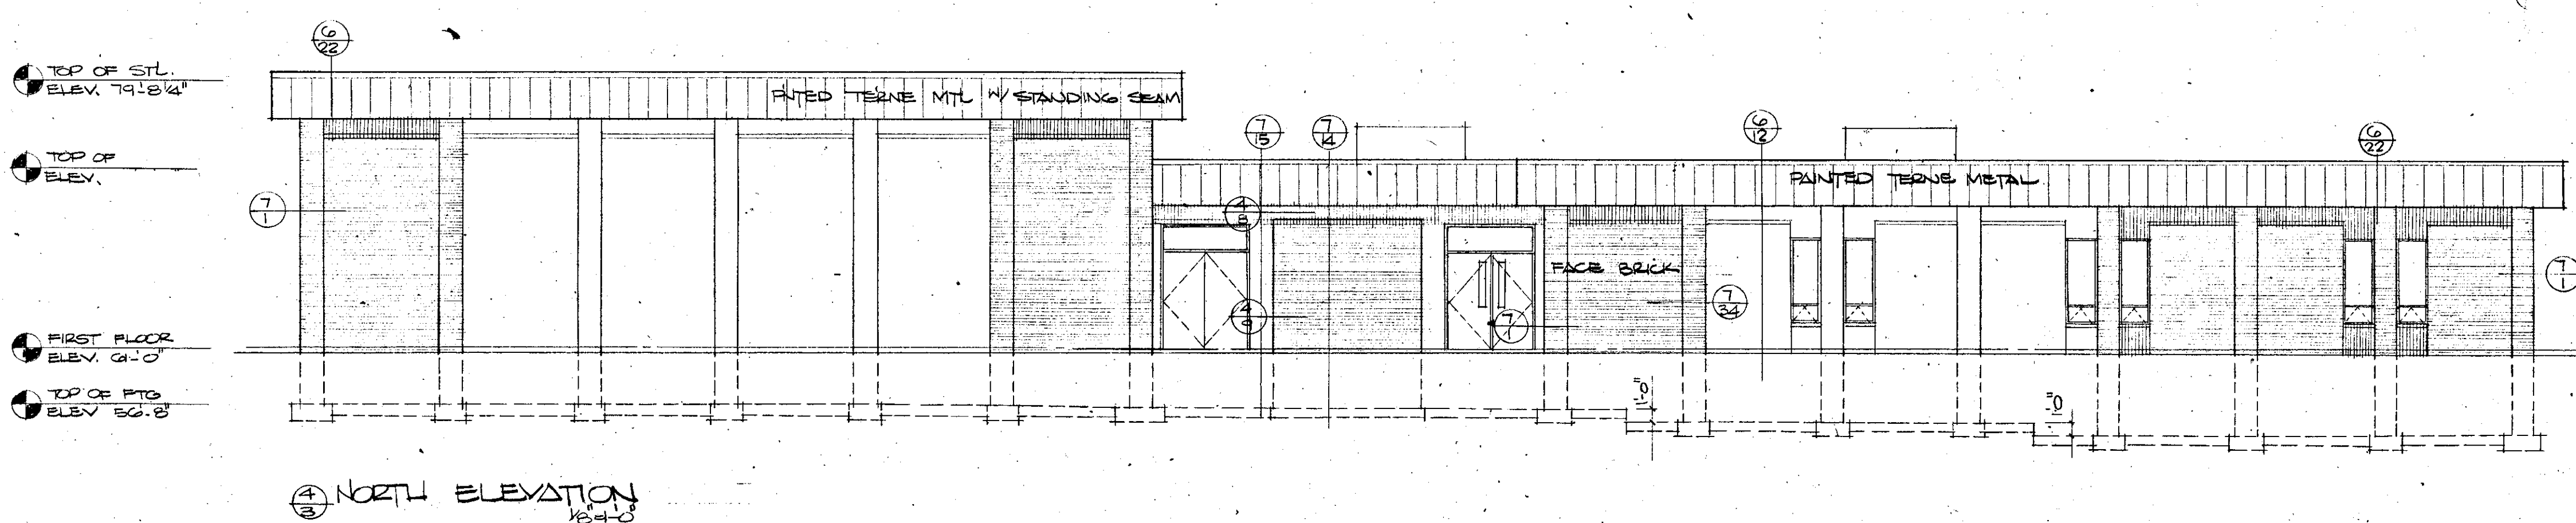 6
22
TOP OF STL.
ELEV. 79'-8 1/4"
PNTED TERNE MTL W/ STANDING SEAM
7
15
7
14
6
12
6
22
TOP OF
ELEV.
PAINTED TERNE METAL
7
1
4
8
FACE BRICK
7
1
7
34
4
9
7
1
FIRST FLOOR
ELEV. 61'-0"
TOP OF FTG
ELEV 56'-8"
1'-0"
4
3
NORTH ELEVATION
1/8"=1'-0"